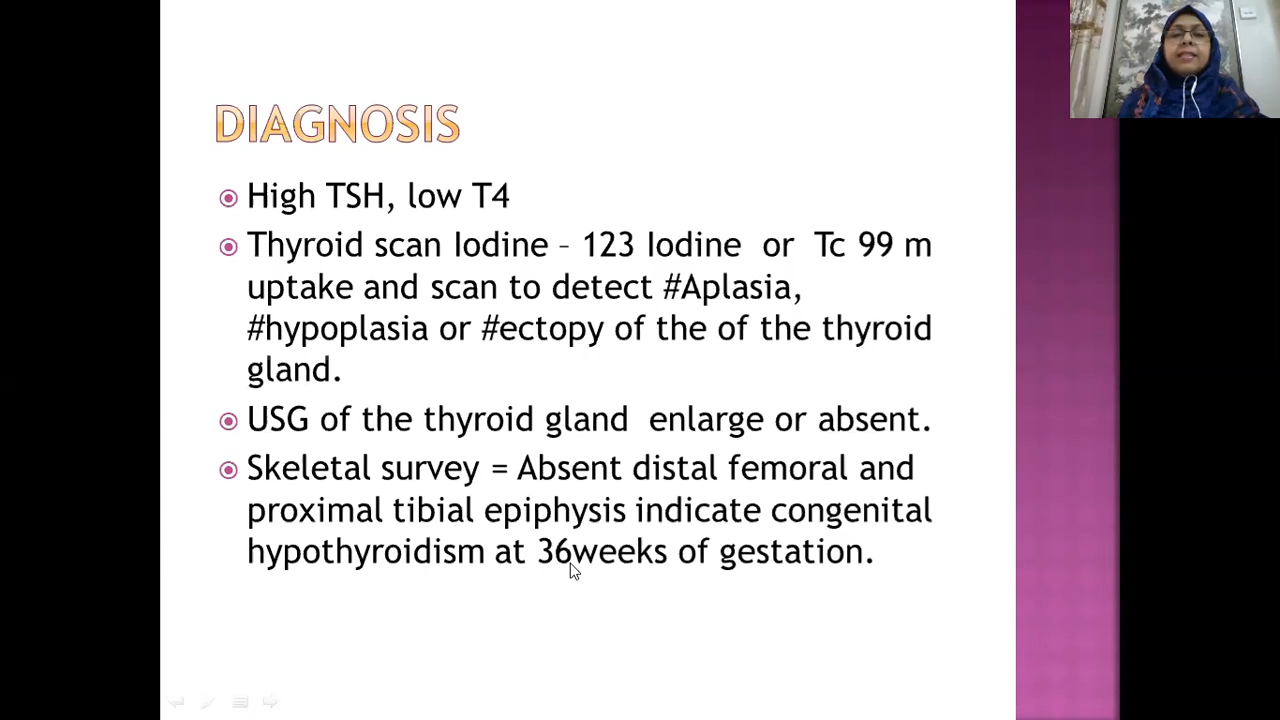 DIAGNOSIS
High TSH, low T4
Thyroid scan Iodine – 123 Iodine or Tc 99 m
uptake and scan to detect #Aplasia,
#hypoplasia or #ectopy of the of the thyroid
gland.
USG of the thyroid gland enlarge or absent.
Skeletal survey = Absent distal femoral and
proximal tibial epiphysis indicate congenital
hypothyroidism at 36weeks of gestation.